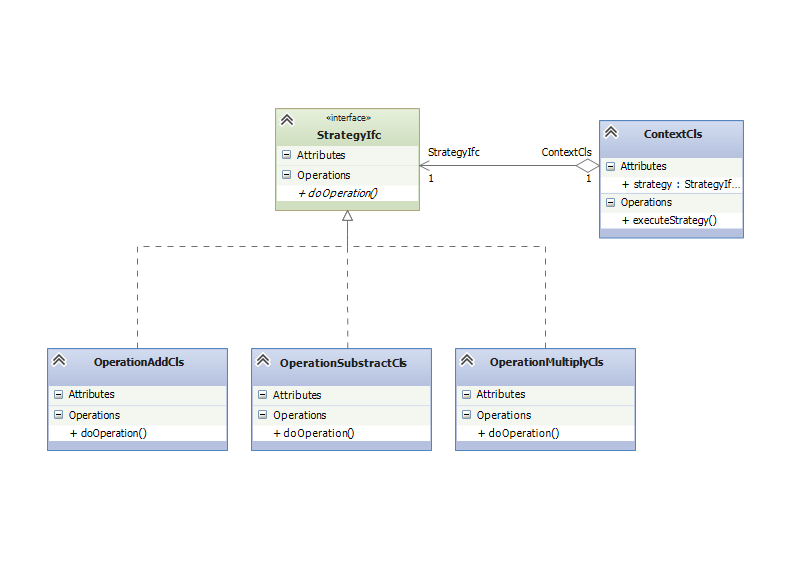 «interface»
StrategyIfc
Attributes
Operations
+ doOperation()
StrategyIfc
1
ContextCls
1
ContextCls
Attributes
+ strategy : StrategyIf...
Operations
+ executeStrategy()
OperationAddCls
Attributes
Operations
+ doOperation()
OperationSubstractCls
Attributes
Operations
+ doOperation()
OperationMultiplyCls
Attributes
Operations
+ doOperation()